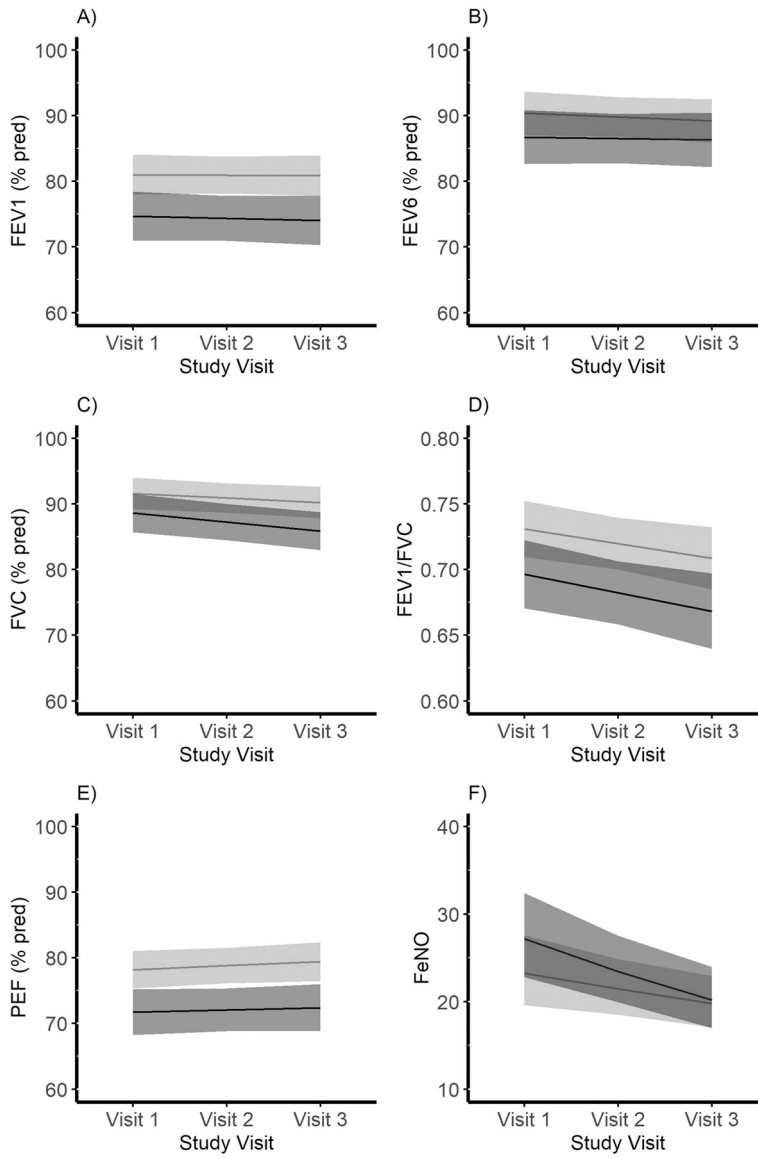 A)
FEV1 (% pred)
100
90
80
70
60
Visit 1 Visit 2 Visit 3
Study Visit
B)
FEV6 (% pred)
100
90
80
70
60
Visit 1 Visit 2 Visit 3
Study Visit
C)
FVC (% pred)
100
90
80
70
60
Visit 1 Visit 2 Visit 3
Study Visit
D)
FEV1/FVC
0.80
0.75
0.70
0.65
0.60
Visit 1 Visit 2 Visit 3
Study Visit
E)
PEF (% pred)
100
90
80
70
60
Visit 1 Visit 2 Visit 3
Study Visit
F)
FeNO
40
30
20
10
Visit 1 Visit 2 Visit 3
Study Visit